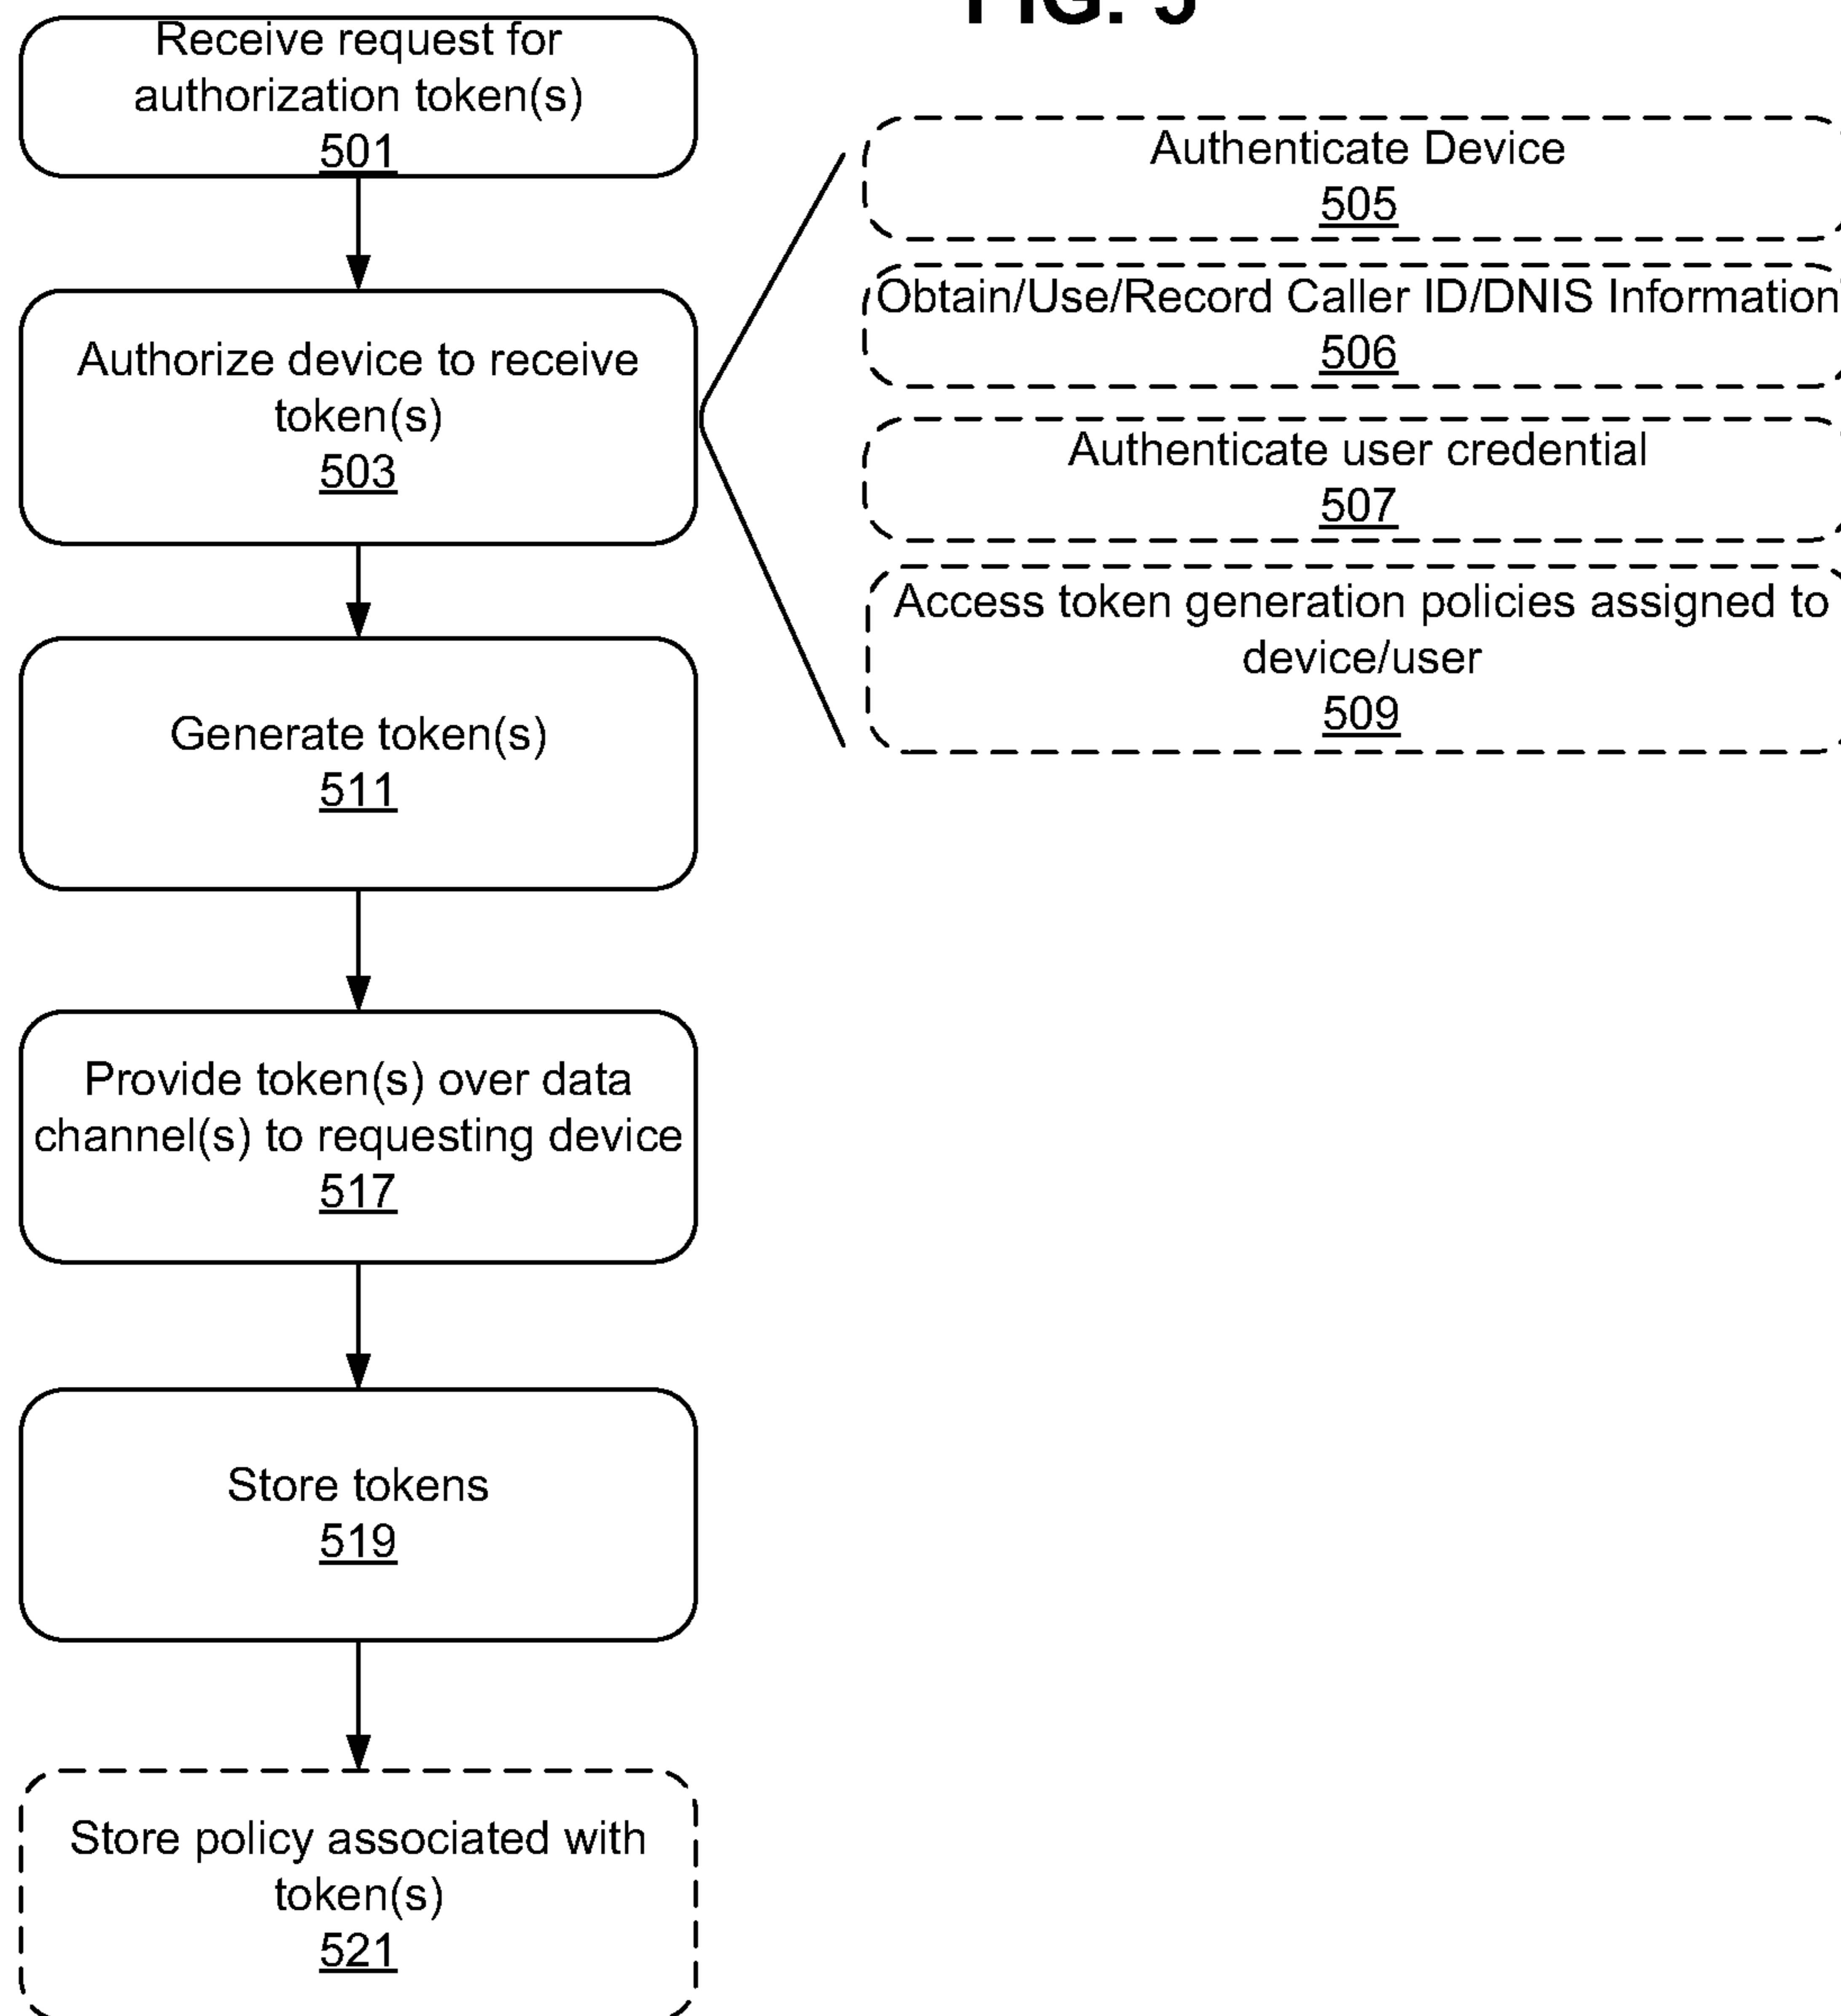 FIG. 5
Receive request for
authorization token(s)
501
Authorize device to receive
token(s)
503
Authenticate Device
505
Obtain/Use/Record Caller ID/DNIS Information
506
Authenticate user credential
507
Access token generation policies assigned to
device/user
509
Generate token(s)
511
Provide token(s) over data
channel(s) to requesting device
517
Store tokens
519
Store policy associated with
token(s)
521